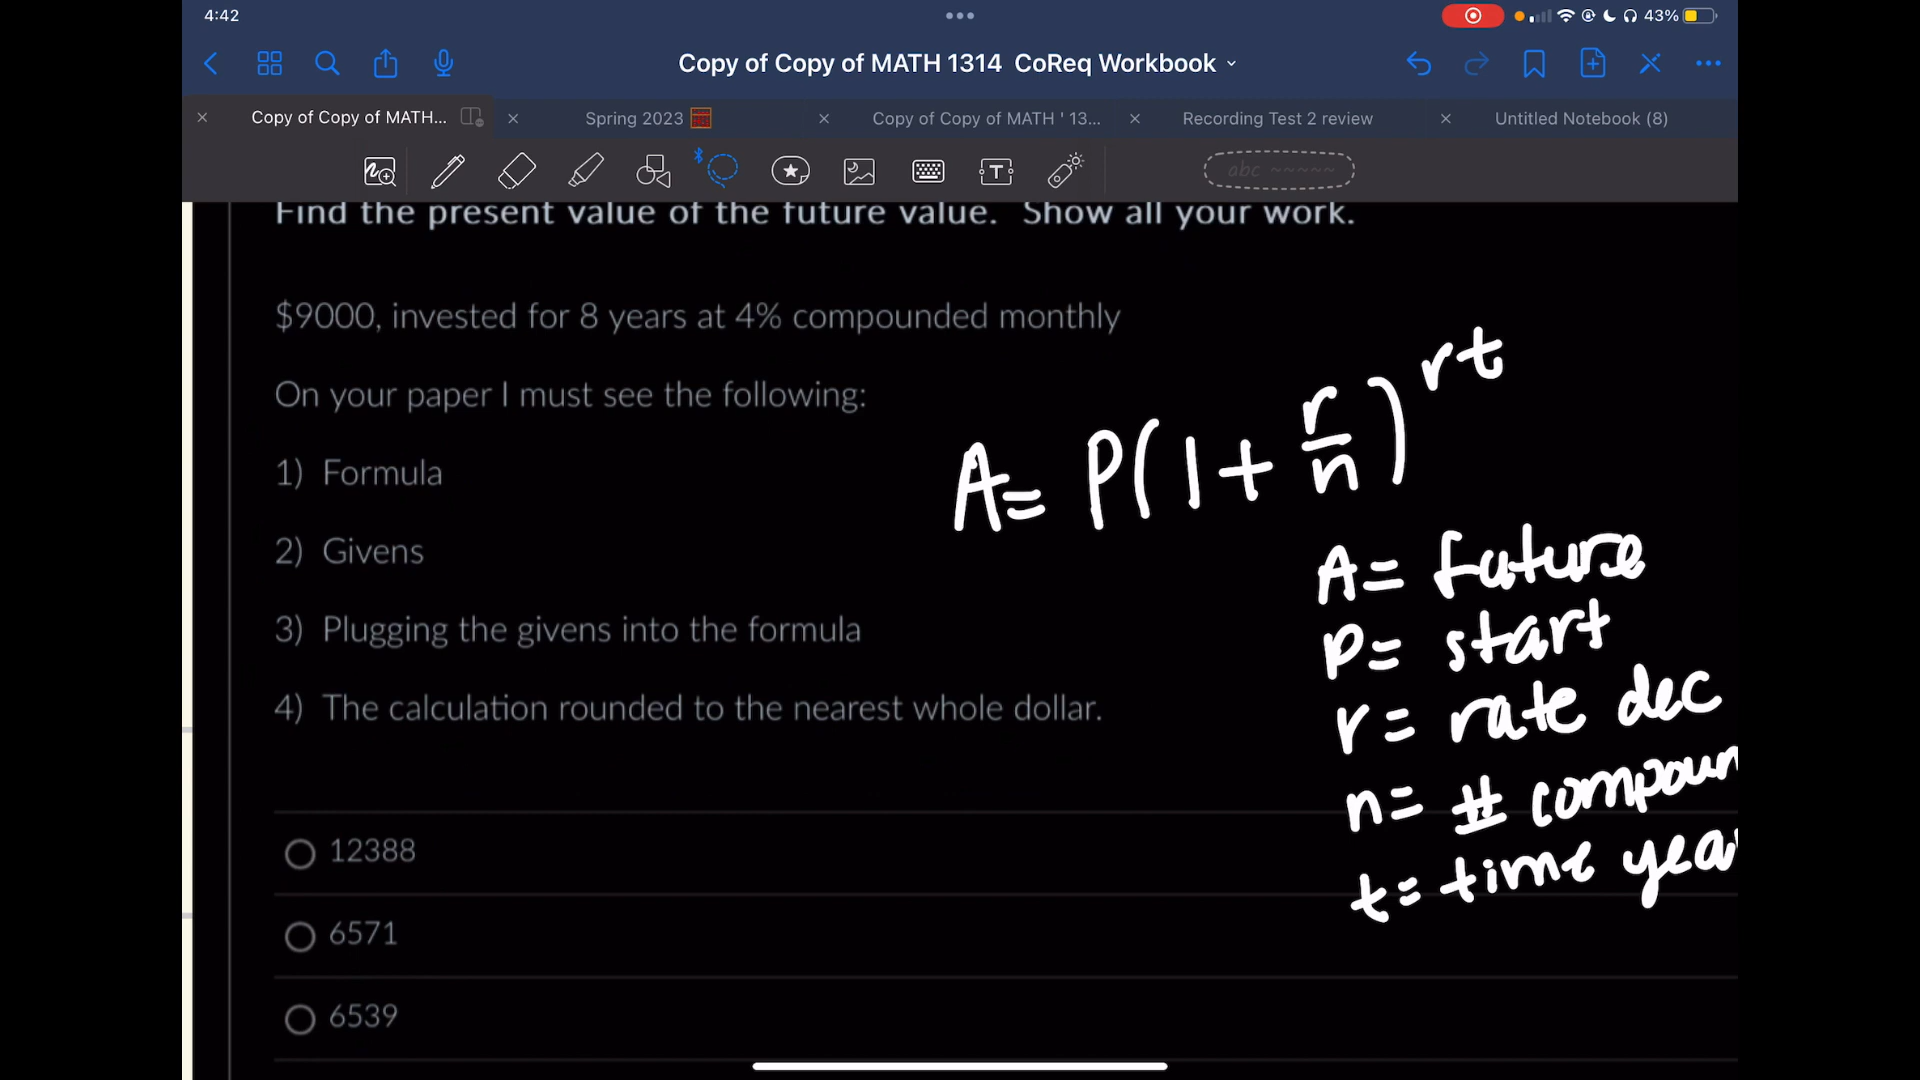 4:42
43%
Copy of Copy of MATH 1314 CoReq Workbook
Copy of Copy of MATH...
Spring 2023
Copy of Copy of MATH ' 13...
Recording Test 2 review
Untitled Notebook (8)
abc
Find the present value of the future value. Show all your work.
$9000, invested for 8 years at 4% compounded monthly
On your paper I must see the following:
1) Formula
2) Givens
3) Plugging the givens into the formula
4) The calculation rounded to the nearest whole dollar.
A= P(1+ r/n)^rt
A= future
P= start
r= rate dec
n= # compoun
t= time year
12388
6571
6539